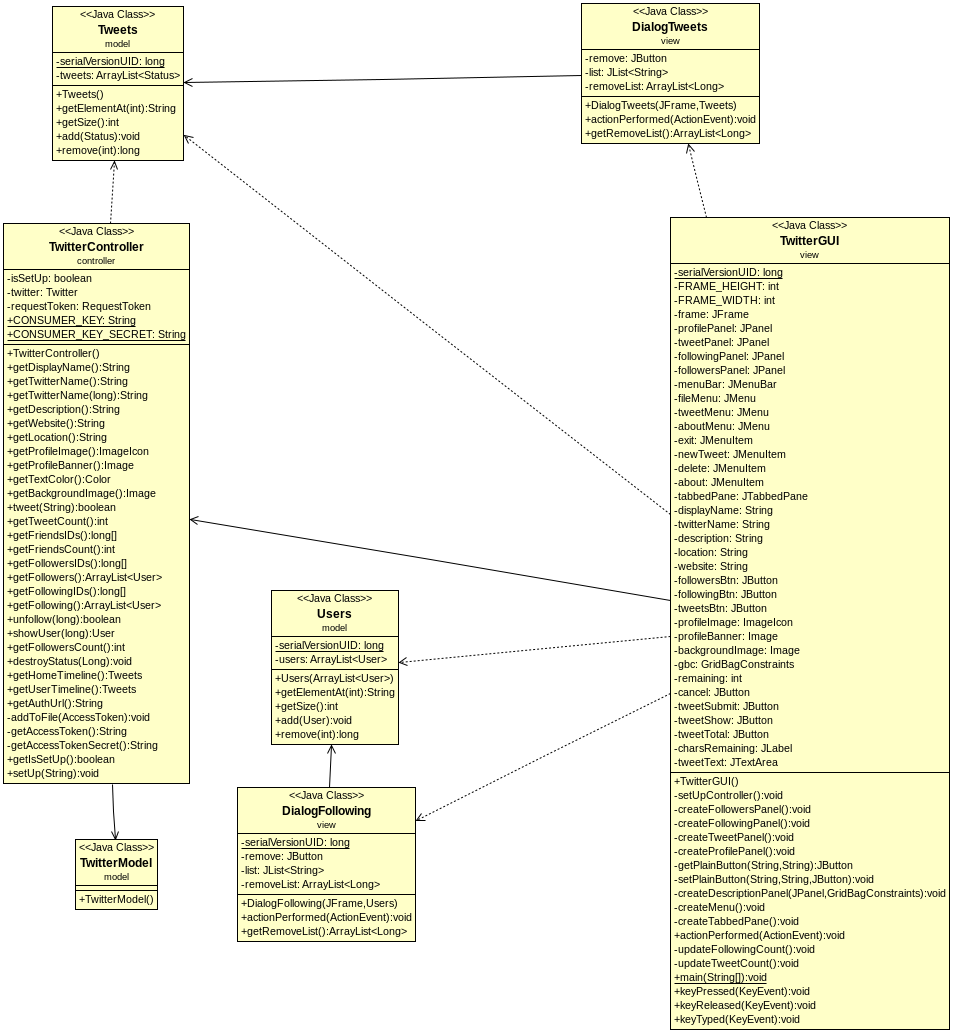 <<Java Class>>
Tweets
model
-serialVersionUID: long
-tweets: ArrayList<Status>
+Tweets()
+getElementAt(int):String
+getSize():int
+add(Status):void
+remove(int):long
<<Java Class>>
DialogTweets
view
-remove: JButton
-list: JList<String>
-removeList: ArrayList<Long>
+DialogTweets(JFrame,Tweets)
+actionPerformed(ActionEvent):void
+getRemoveList():ArrayList<Long>
<<Java Class>>
TwitterController
controller
-isSetUp: boolean
-twitter: Twitter
-requestToken: RequestToken
+CONSUMER_KEY: String
+CONSUMER_KEY_SECRET: String
+TwitterController()
+getDisplayName():String
+getTwitterName():String
+getTwitterName(long):String
+getDescription():String
+getWebsite():String
+getLocation():String
+getProfileImage():ImageIcon
+getProfileBanner():Image
+getTextColor():Color
+getBackgroundImage():Image
+tweet(String):boolean
+getTweetCount():int
+getFriendsIDs():long[]
+getFriendsCount():int
+getFollowersIDs():long[]
+getFollowers():ArrayList<User>
+getFollowingIDs():long[]
+getFollowing():ArrayList<User>
+unfollow(long):boolean
+showUser(long):User
+getFollowersCount():int
+destroyStatus(Long):void
+getHomeTimeline():Tweets
+getUserTimeline():Tweets
+getAuthUrl():String
-addToFile(AccessToken):void
-getAccessToken():String
-getAccessTokenSecret():String
+getIsSetUp():boolean
+setUp(String):void
<<Java Class>>
TwitterModel
model
+TwitterModel()
<<Java Class>>
Users
model
-serialVersionUID: long
-users: ArrayList<User>
+Users(ArrayList<User>)
+getElementAt(int):String
+getSize():int
+add(User):void
+remove(int):long
<<Java Class>>
DialogFollowing
view
-serialVersionUID: long
-remove: JButton
-list: JList<String>
-removeList: ArrayList<Long>
+DialogFollowing(JFrame,Users)
+actionPerformed(ActionEvent):void
+getRemoveList():ArrayList<Long>
<<Java Class>>
TwitterGUI
view
-serialVersionUID: long
-FRAME_HEIGHT: int
-FRAME_WIDTH: int
-frame: JFrame
-profilePanel: JPanel
-tweetPanel: JPanel
-followingPanel: JPanel
-followersPanel: JPanel
-menuBar: JMenuBar
-fileMenu: JMenu
-tweetMenu: JMenu
-aboutMenu: JMenu
-exit: JMenuItem
-newTweet: JMenuItem
-delete: JMenuItem
-about: JMenuItem
-tabbedPane: JTabbedPane
-displayName: String
-twitterName: String
-description: String
-location: String
-website: String
-followersBtn: JButton
-followingBtn: JButton
-tweetsBtn: JButton
-profileImage: ImageIcon
-profileBanner: Image
-backgroundImage: Image
-gbc: GridBagConstraints
-remaining: int
-cancel: JButton
-tweetSubmit: JButton
-tweetShow: JButton
-tweetTotal: JButton
-charsRemaining: JLabel
-tweetText: JTextArea
+TwitterGUI()
-setUpController():void
-createFollowersPanel():void
-createFollowingPanel():void
-createTweetPanel():void
-createProfilePanel():void
-getPlainButton(String,String):JButton
-setPlainButton(String,String,JButton):void
-createDescriptionPanel(JPanel,GridBagConstraints):void
-createMenu():void
-createTabbedPane():void
+actionPerformed(ActionEvent):void
-updateFollowingCount():void
-updateTweetCount():void
+main(String[]):void
+keyPressed(KeyEvent):void
+keyReleased(KeyEvent):void
+keyTyped(KeyEvent):void